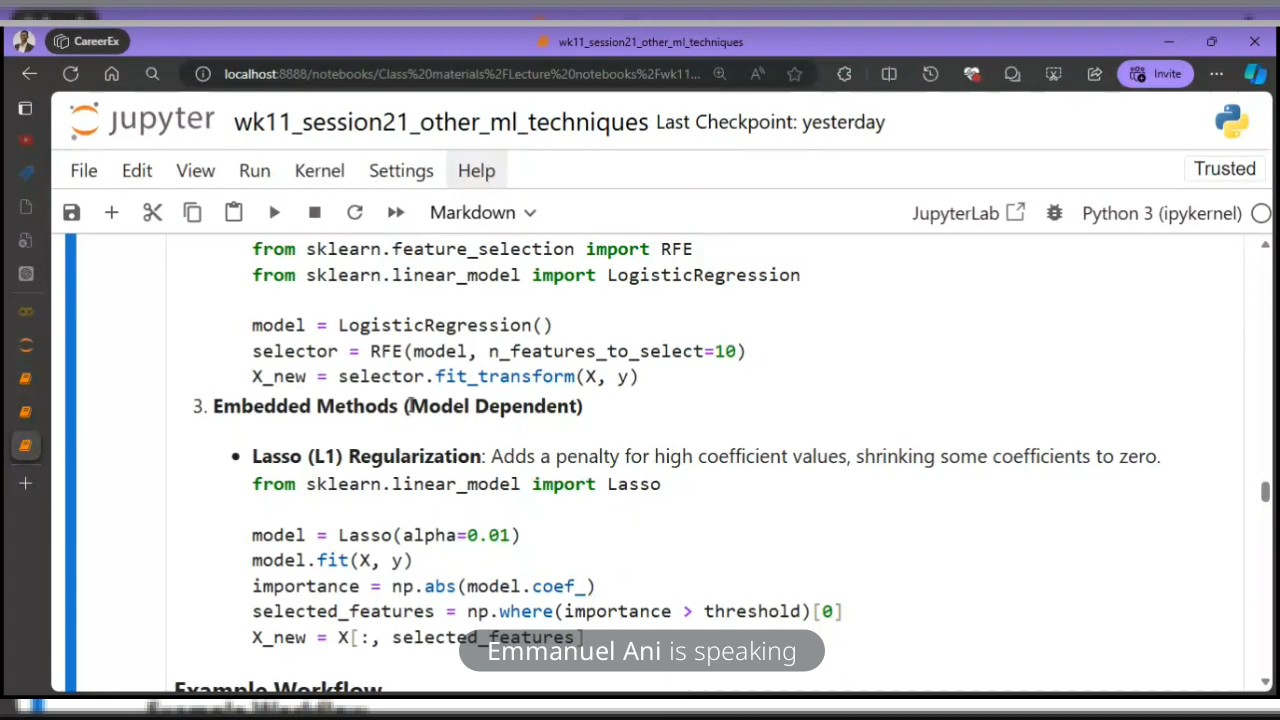 CareerEx
wk11_session21_other_ml_techniques
localhost:8888/notebooks/Class%20materials%2FLecture%20notebooks%2Fwk11...
Invite
jupyter wk11_session21_other_ml_techniques Last Checkpoint: yesterday
File Edit View Run Kernel Settings Help
Trusted
Markdown
JupyterLab
Python 3 (ipykernel)
from sklearn.feature_selection import RFE
from sklearn.linear_model import LogisticRegression
model = LogisticRegression()
selector = RFE(model, n_features_to_select=10)
X_new = selector.fit_transform(X, y)
3. Embedded Methods (Model Dependent)
• Lasso (L1) Regularization: Adds a penalty for high coefficient values, shrinking some coefficients to zero.
from sklearn.linear_model import Lasso
model = Lasso(alpha=0.01)
model.fit(X, y)
importance = np.abs(model.coef_)
selected_features = np.where(importance > threshold)[0]
X_new = X[:, selected_features]
Emmanuel Ani is speaking
Example Workflow